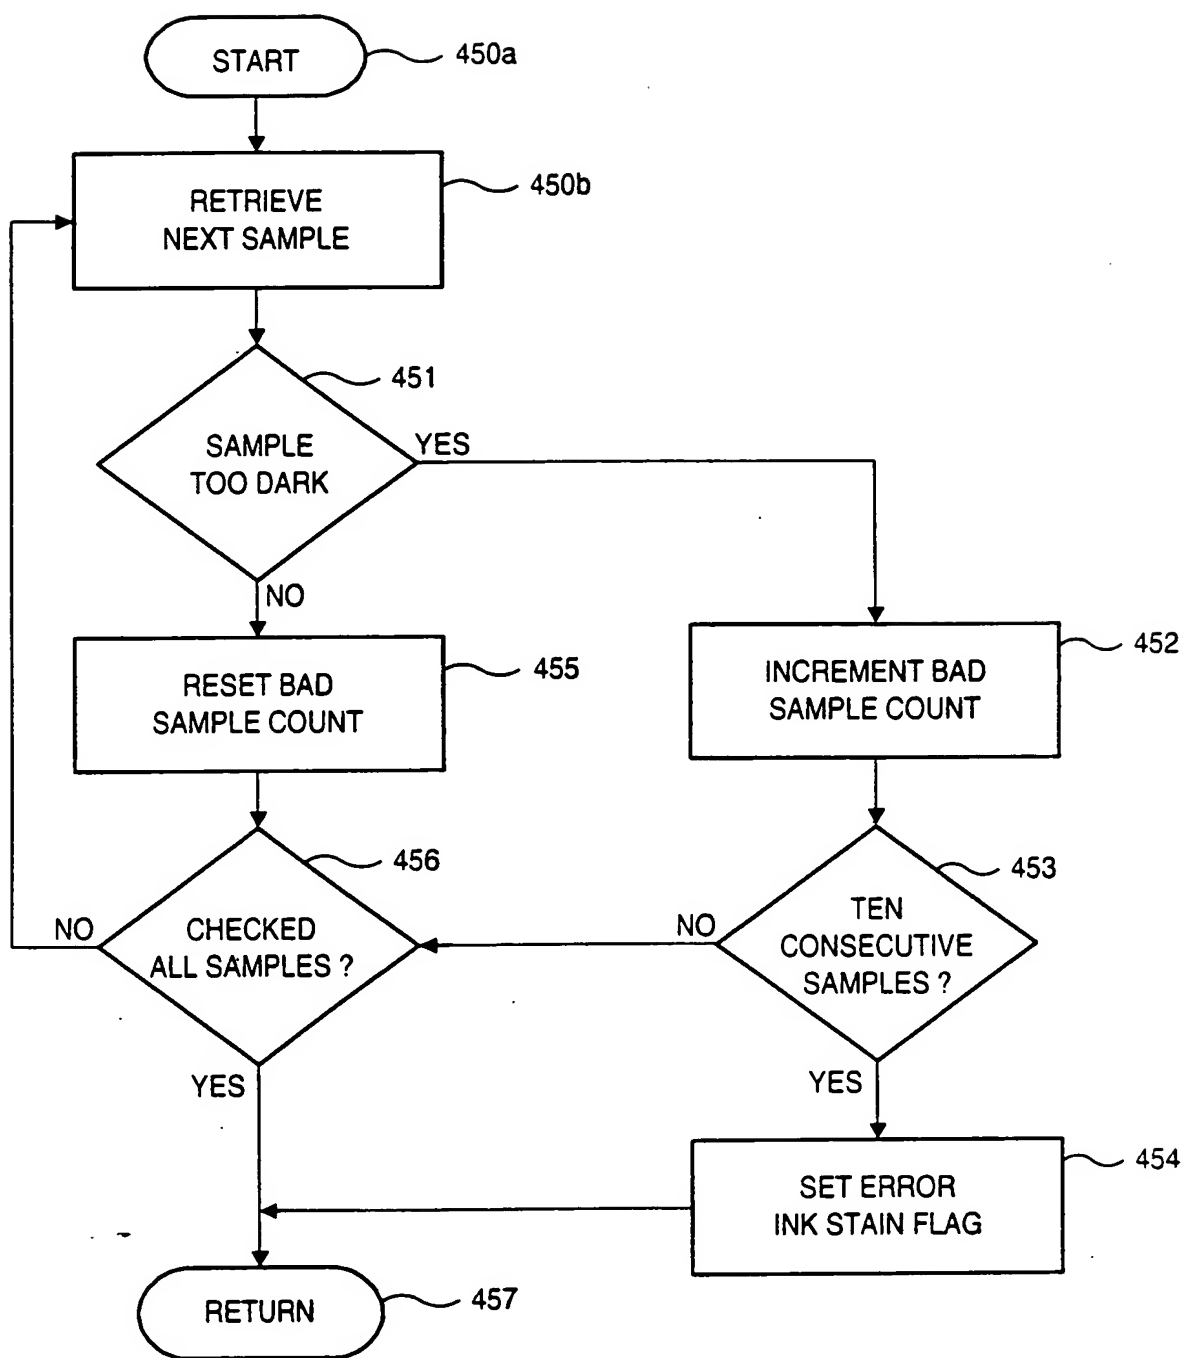 START
450a
RETRIEVE
NEXT SAMPLE
450b
451
SAMPLE
TOO DARK
YES
NO
RESET BAD
SAMPLE COUNT
455
INCREMENT BAD
SAMPLE COUNT
452
456
CHECKED
ALL SAMPLES ?
NO
YES
453
TEN
CONSECUTIVE
SAMPLES ?
NO
YES
SET ERROR
INK STAIN FLAG
454
RETURN
457